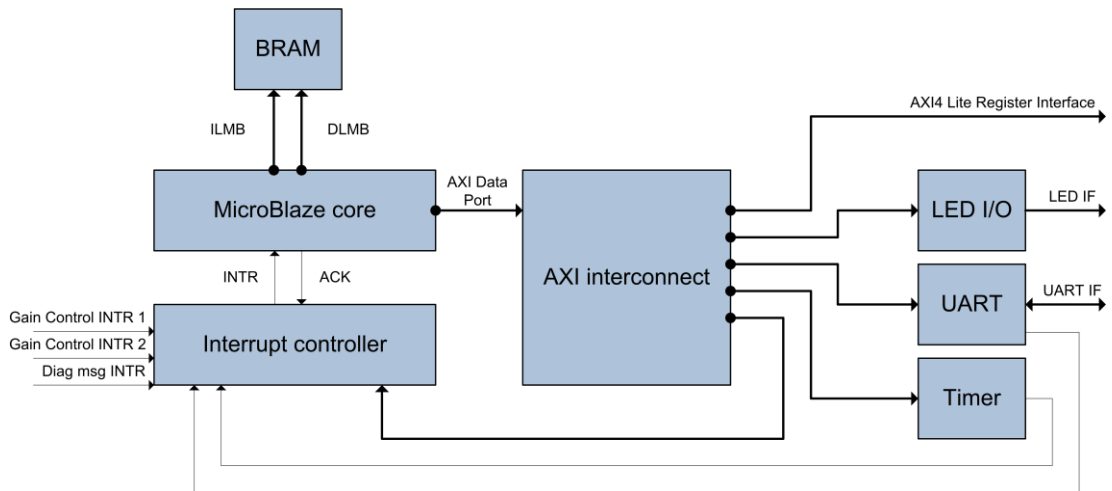 BRAM
ILMB
DLMB
AXI4 Lite Register Interface
MicroBlaze core
AXI Data
Port
AXI interconnect
LED I/O
LED IF
INTR
ACK
UART
UART IF
Gain Control INTR 1
Gain Control INTR 2
Diag msg INTR
Interrupt controller
Timer